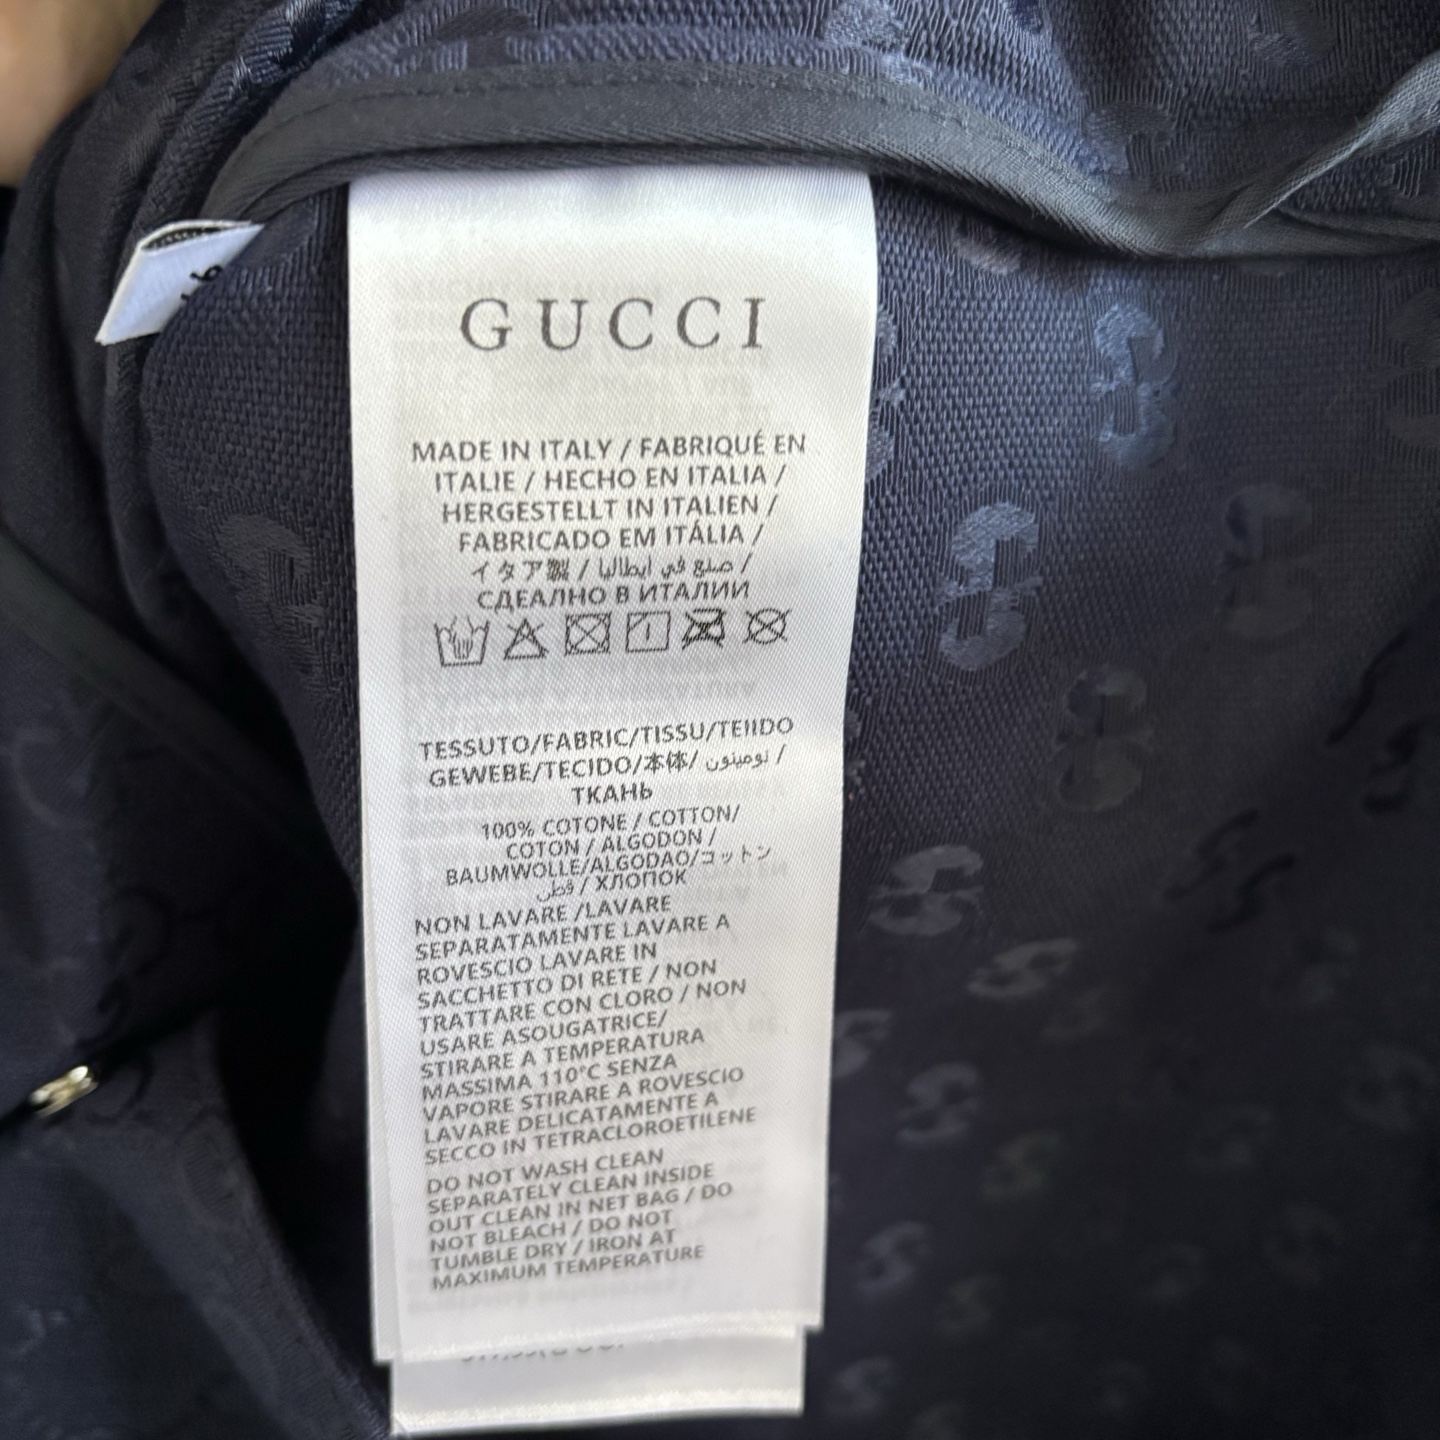 GUCCI
MADE IN ITALY / FABRIQUÉ EN
ITALIE / HECHO EN ITALIA /
HERGESTELLT IN ITALIEN /
FABRICADO EM ITÁLIA /
イタア製 / صنع في ايطاليا /
СДЕАЛНО В ИТАЛИИ
TESSUTO/FABRIC/TISSU/TEIIDO
GEWEBE/TECIDO/本体/ نومينون /
ТКАНЬ
100% COTONE / COTTON/
COTON / ALGODON /
BAUMWOLLE/ALGODAO/コットン
قطن / ХЛОПОК
NON LAVARE /LAVARE
SEPARATAMENTE LAVARE A
ROVESCIO LAVARE IN
SACCHETTO DI RETE / NON
TRATTARE CON CLORO / NON
USARE ASOUGATRICE/
STIRARE A TEMPERATURA
MASSIMA 110°C SENZA
VAPORE STIRARE A ROVESCIO
LAVARE DELICATAMENTE A
SECCO IN TETRACLOROETILENE
DO NOT WASH CLEAN
SEPARATELY CLEAN INSIDE
OUT CLEAN IN NET BAG / DO
NOT BLEACH / DO NOT
TUMBLE DRY / IRON AT
MAXIMUM TEMPERATURE